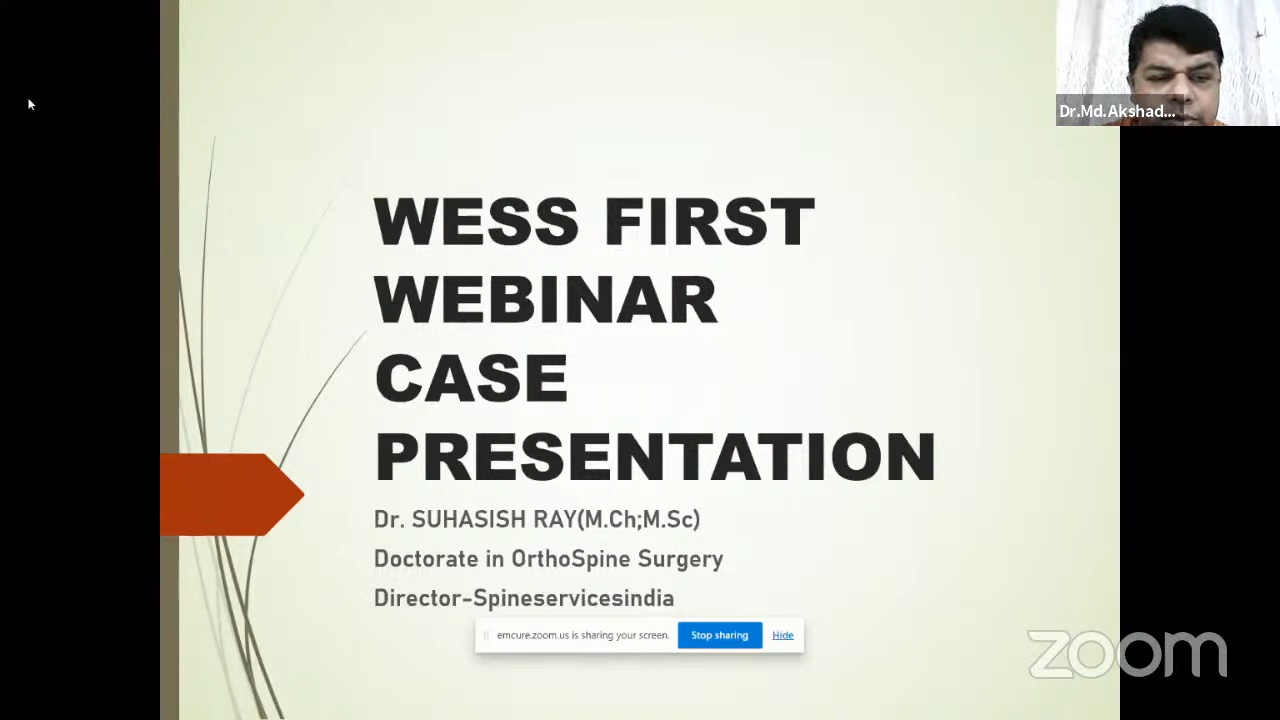 Dr.Md.Akshad...
WESS FIRST
WEBINAR
CASE
PRESENTATION
Dr. SUHASISH RAY(M.Ch;M.Sc)
Doctorate in OrthoSpine Surgery
Director-Spineservicesindia
emcure.zoom.us is sharing your screen. Stop sharing Hide
zoom